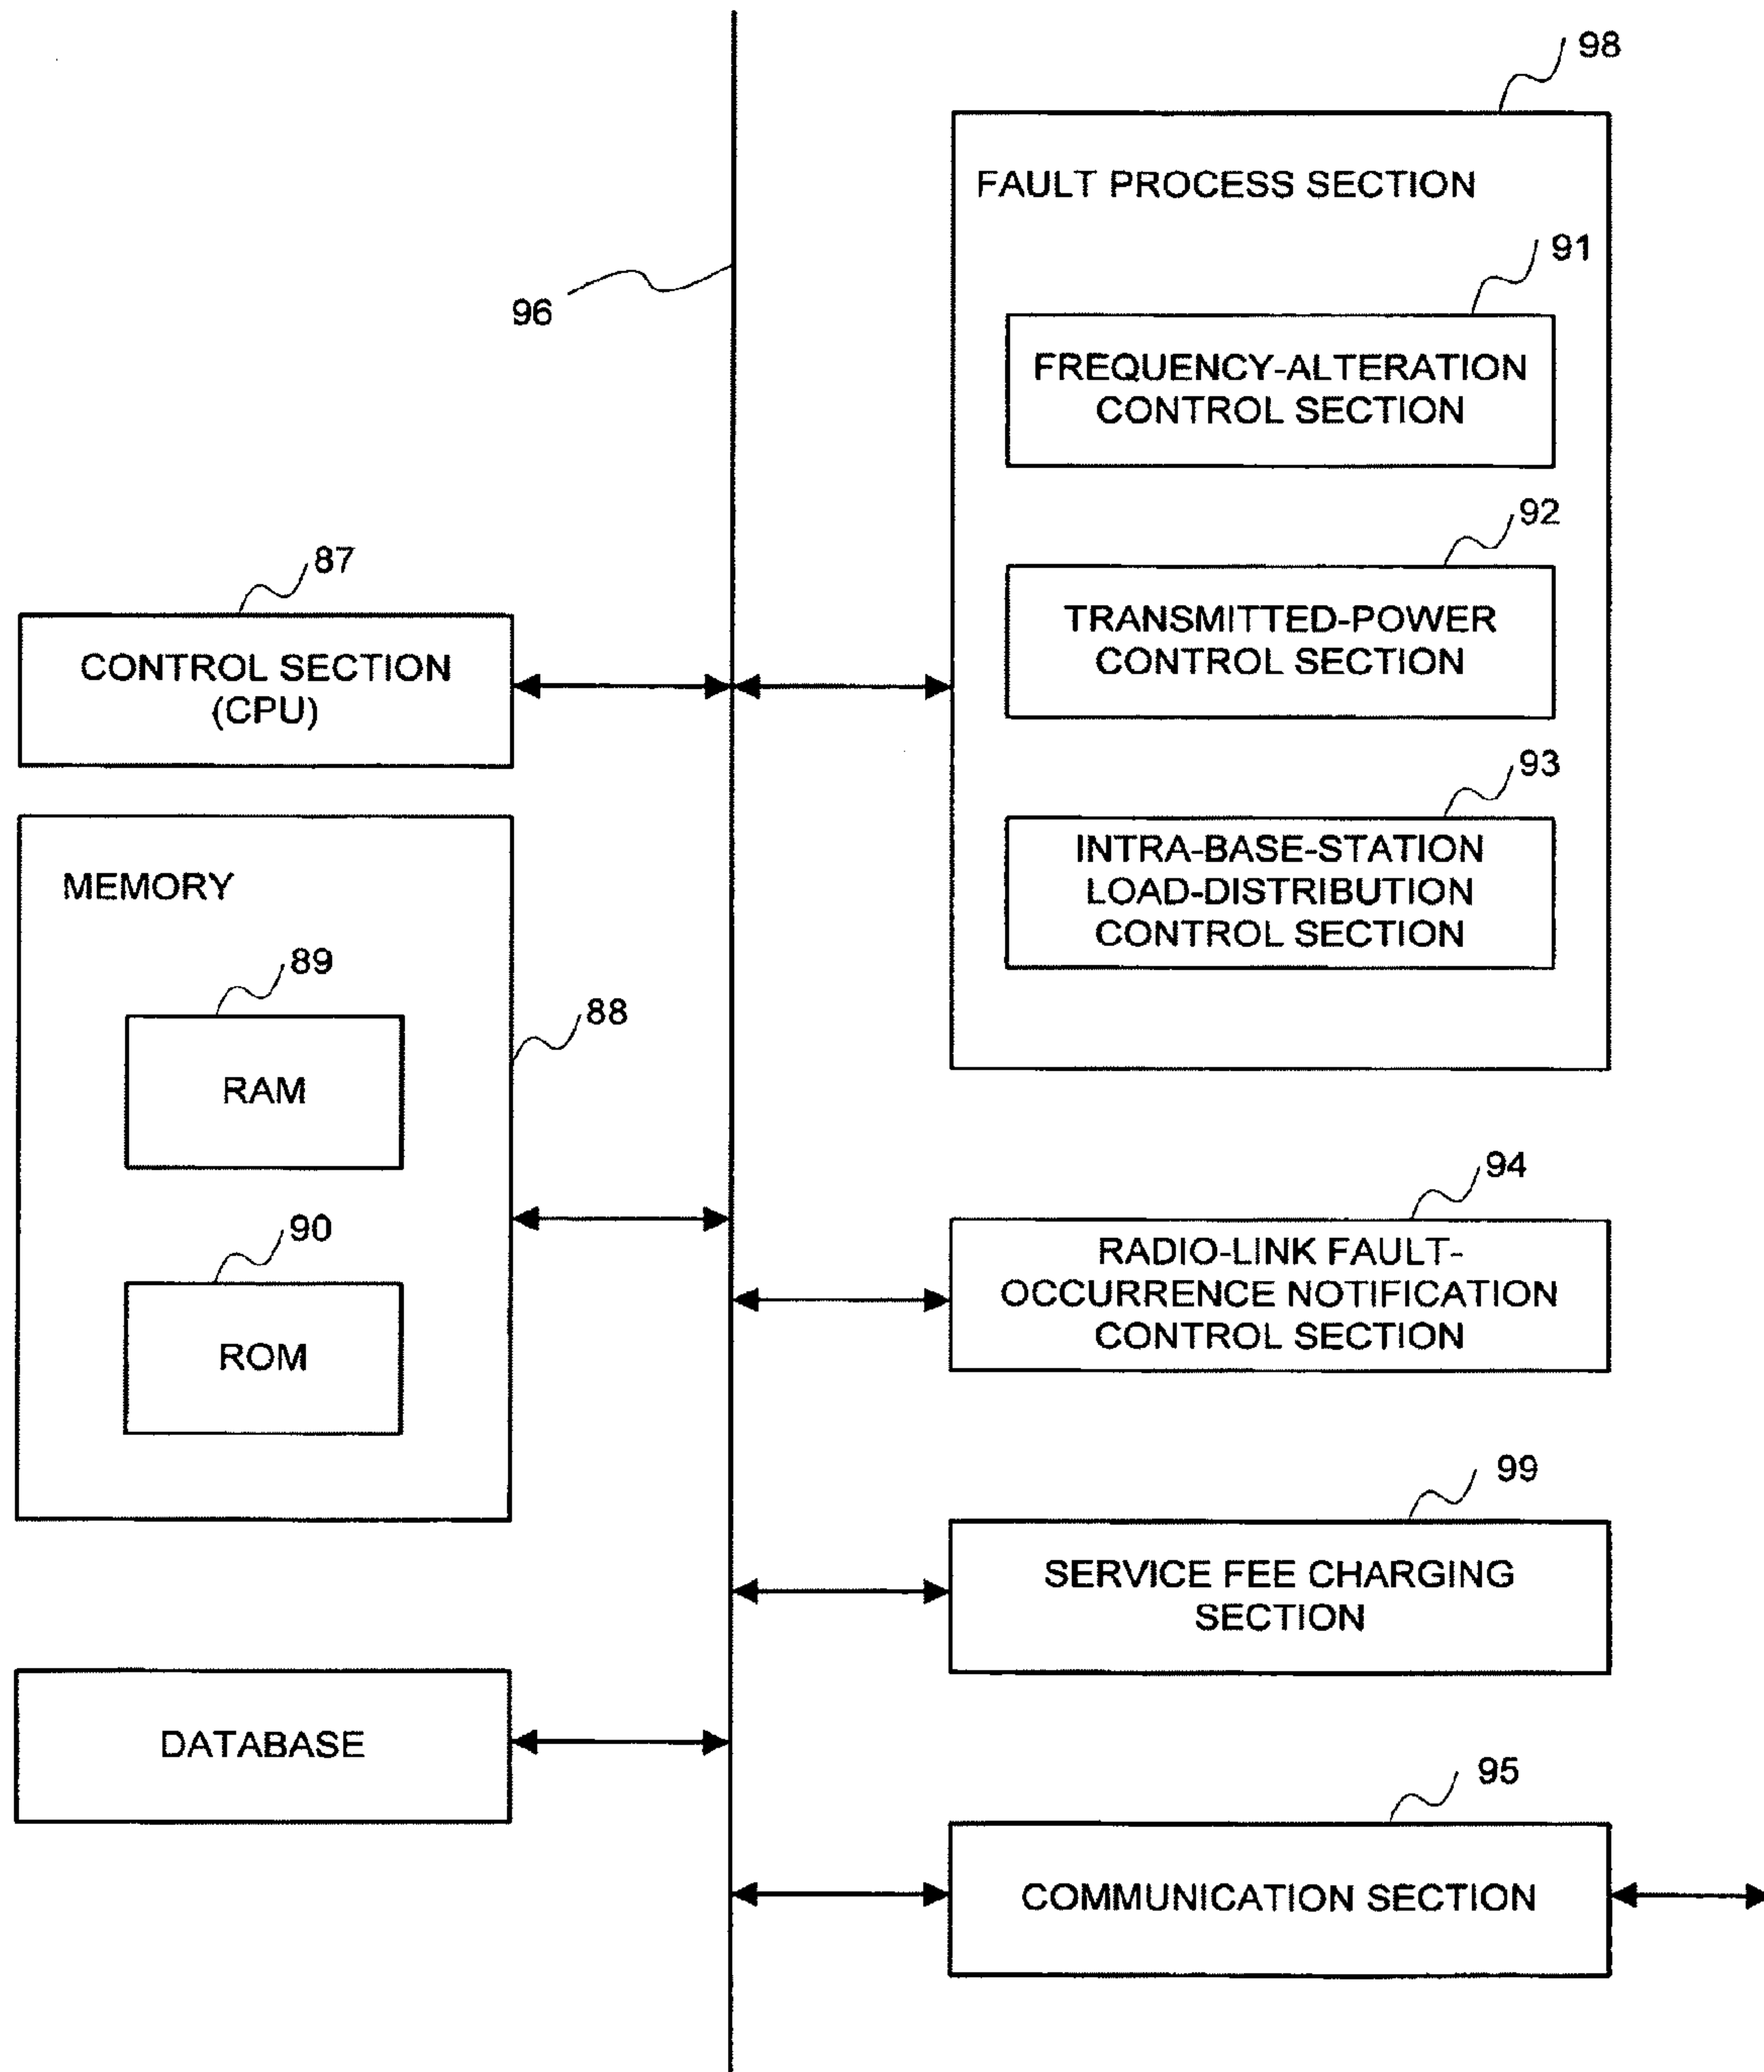 98
FAULT PROCESS SECTION
91
96
FREQUENCY-ALTERATION
CONTROL SECTION
92
87
TRANSMITTED-POWER
CONTROL SECTION
CONTROL SECTION
(CPU)
93
INTRA-BASE-STATION
LOAD-DISTRIBUTION
CONTROL SECTION
MEMORY
89
88
RAM
94
90
RADIO-LINK FAULT-
OCCURRENCE NOTIFICATION
CONTROL SECTION
ROM
99
SERVICE FEE CHARGING
SECTION
DATABASE
95
COMMUNICATION SECTION